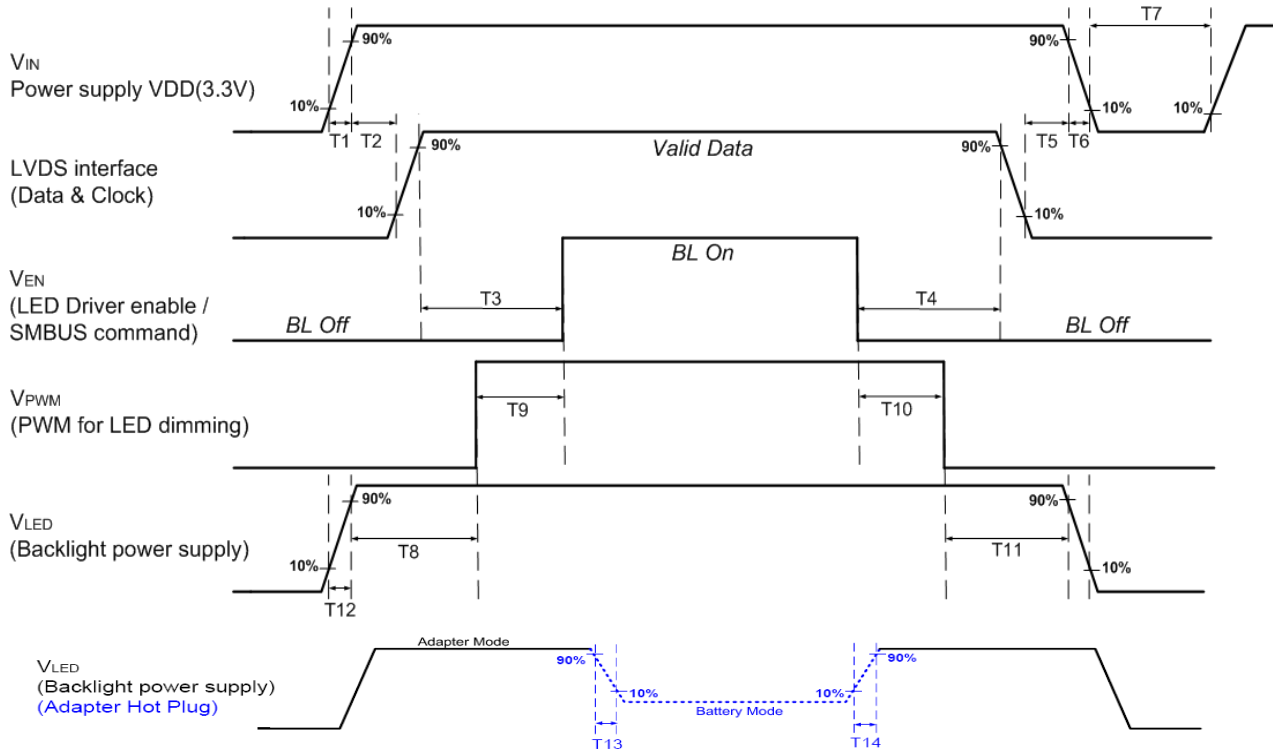 T7
90%
90%
VIN
Power supply VDD(3.3V)
10%
10%
10%
T1
T2
T5
T6
90%
Valid Data
90%
LVDS interface
(Data & Clock)
10%
10%
BL On
VEN
(LED Driver enable /
SMBUS command)
T3
T4
BL Off
BL Off
VPWM
(PWM for LED dimming)
T9
T10
90%
90%
VLED
(Backlight power supply)
T8
T11
10%
10%
T12
Adapter Mode
90%
90%
VLED
(Backlight power supply)
(Adapter Hot Plug)
10%
10%
Battery Mode
T13
T14